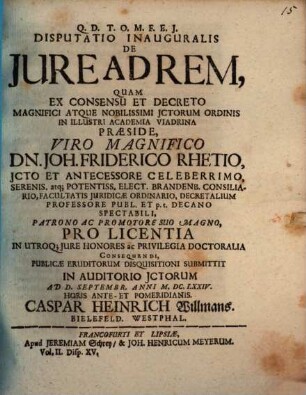 15
Q. D. T. O. M. F. E. J.
DISPUTATIO INAUGURALIS
DE
JURE AD REM,
QUAM
EX CONSENSU ET DECRETO
MAGNIFICI ATQUE NOBILISSIMI JCTORUM ORDINIS
IN ILLUSTRI ACADEMIA VIADRINA
PRÆSIDE,
VIRO MAGNIFICO
DN. JOH. FRIDERICO RHETIO,
JCTO ET ANTECESSORE CELEBERRIMO,
SERENIS. atq; POTENTISS, ELECT. BRANDENB. CONSILIA-
RIO, FACULTATIS JURIDICÆ ORDINARIO, DECRETALIUM
PROFESSORE PUBL. ET p. t. DECANO
SPECTABILI,
PATRONO AC PROMOTORE SUO MAGNO,
PRO LICENTIA
IN UTROQ; JURE HONORES ac PRIVILEGIA DOCTORALIA
CONSEQUENDI,
PUBLICÆ ERUDITORUM DISQUISITIONI SUBMITTIT
IN AUDITORIO JCTORUM
AD D. SEPTEMBR. ANNI M. DC. LXXIV.
HORIS ANTE- ET POMERIDIANIS.
CASPAR HEINRICH Willmans.
BIELEFELD. WESTPHAL.
FRANCOFURTI ET LIPSIÆ,
Apud JEREMIAM Schrey/ & JOH. HENRICUM MEYERUM.
Vol. II. Disp. XV.